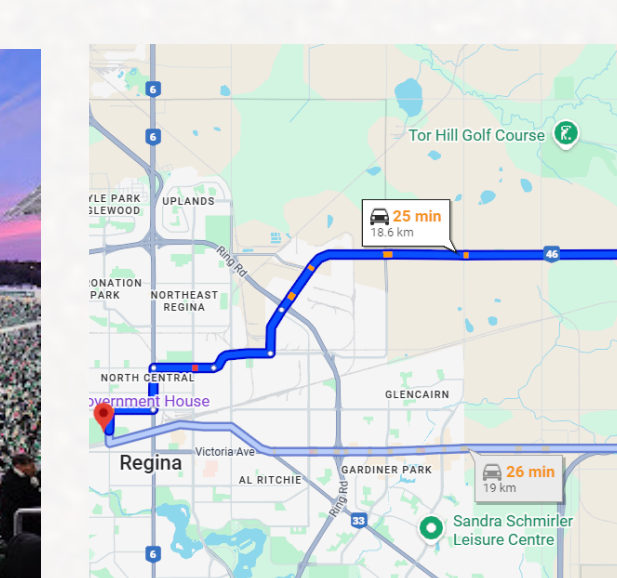 6
6
Tor Hill Golf Course
YLE PARK
GLEWOOD
UPLANDS
25 min
18.6 km
46
Ring Rd
ONATION
PARK
NORTHEAST
REGINA
NORTH CENTRAL
overnment House
GLENCAIRN
Victoria Ave
Regina
AL RITCHIE
GARDINER PARK
26 min
19 km
Ring Rd
33
Sandra Schmirler
Leisure Centre
6